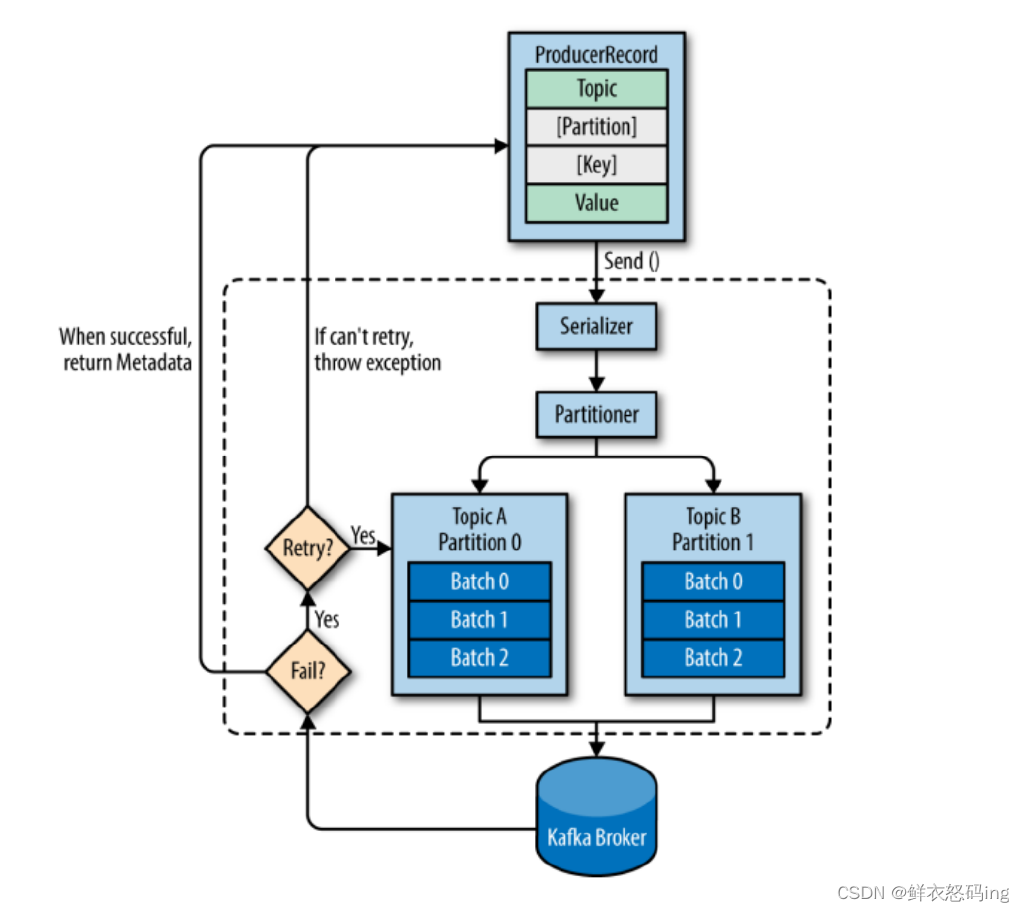 ProducerRecord
Topic
[Partition]
[Key]
Value
Send ()
Serializer
When successful,
return Metadata
If can't retry,
throw exception
Partitioner
Topic A
Partition 0
Batch 0
Batch 1
Batch 2
Topic B
Partition 1
Batch 0
Batch 1
Batch 2
Retry?
Yes
Yes
Fail?
Kafka Broker
CSDN @鲜衣怒码ing